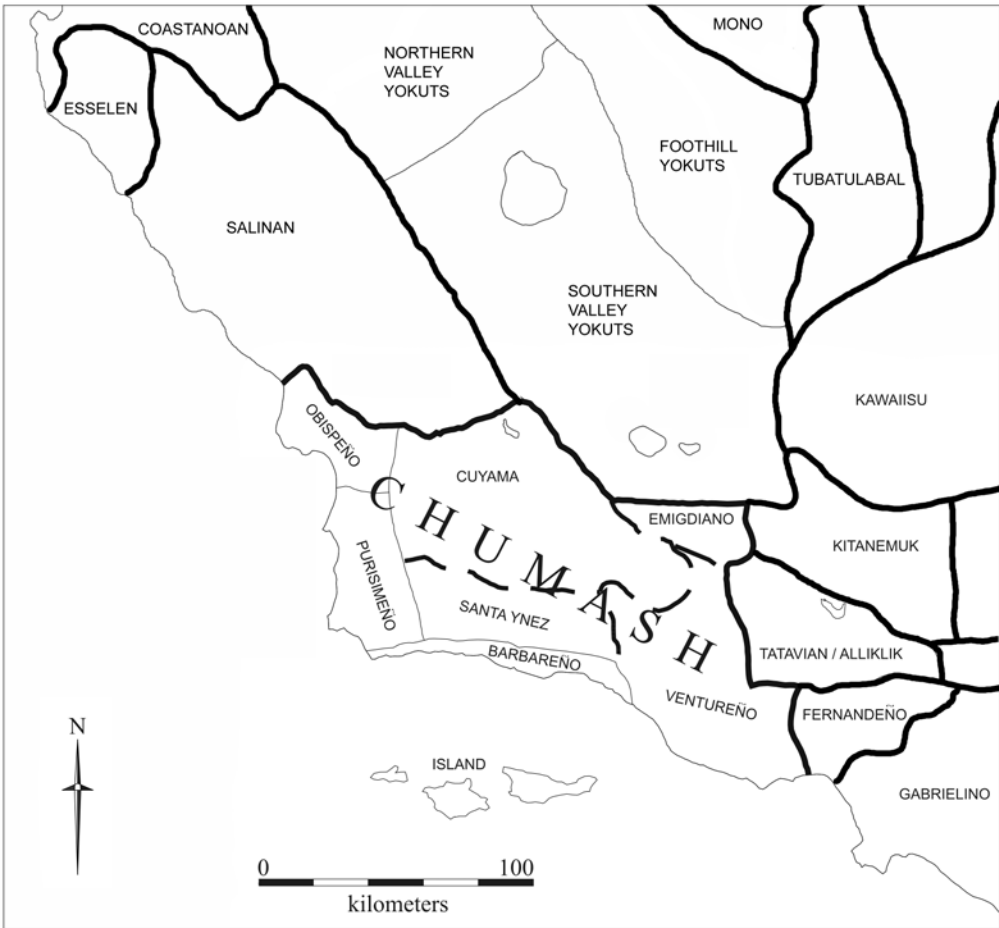 COASTANOAN
MONO
NORTHERN
VALLEY
YOKUTS
ESSELEN
FOOTHILL
YOKUTS
TUBATULABAL
SALINAN
SOUTHERN
VALLEY
YOKUTS
KAWAIISU
OBISPEÑO
CUYAMA
CHUMASH
EMIGDIANO
KITANEMUK
PURISIMEÑO
SANTA YNEZ
BARBAREÑO
TATAVIAN / ALLIKLIK
VENTUREÑO
FERNANDEÑO
N
ISLAND
GABRIELINO
0 100
kilometers